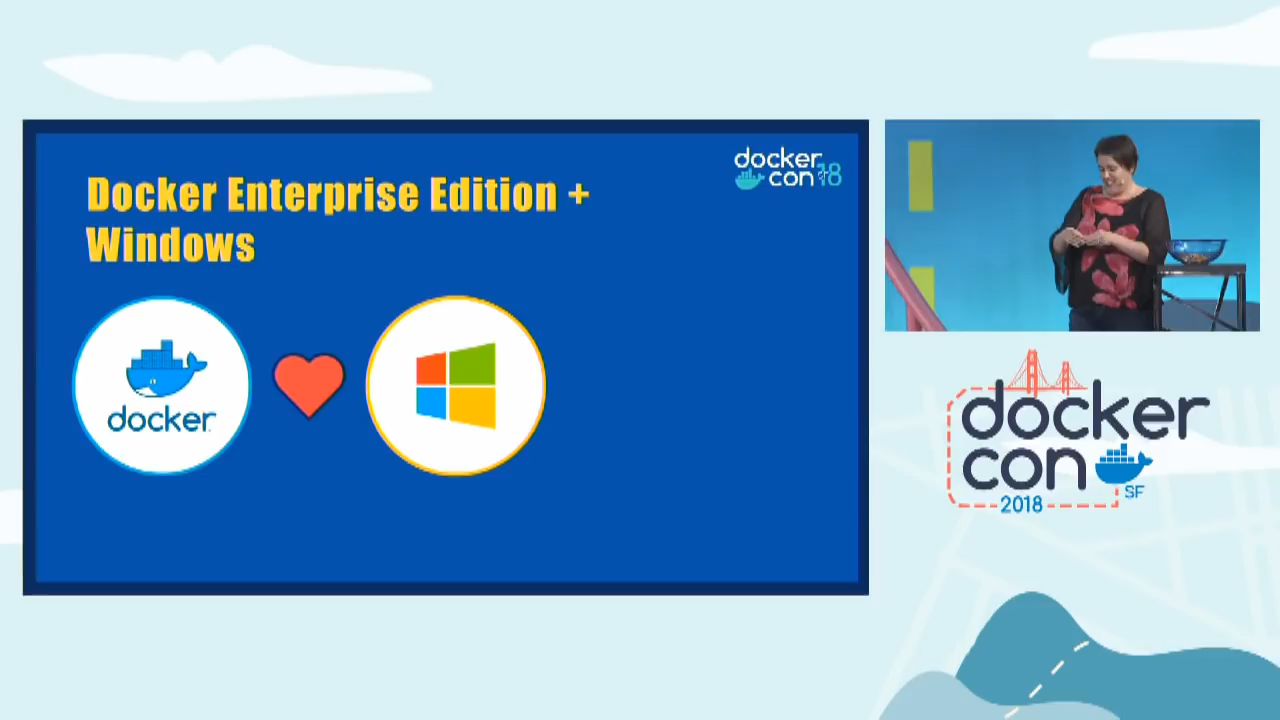 Docker Enterprise Edition +
Windows
docker
con18
docker
docker
con
2018
SF